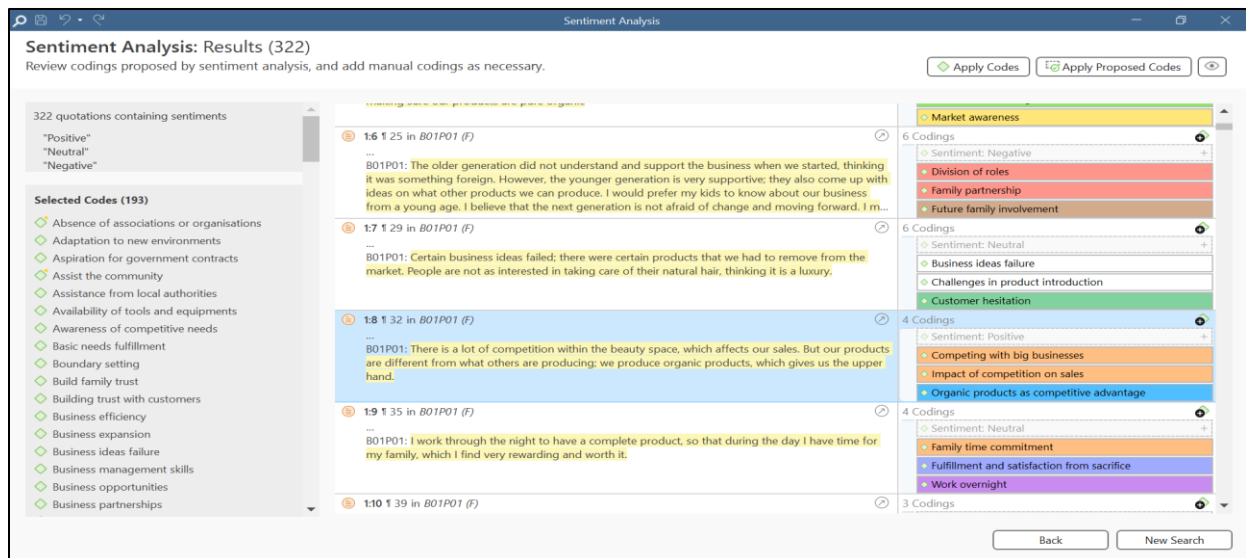 Sentiment Analysis
Sentiment Analysis: Results (322)
Review codings proposed by sentiment analysis, and add manual codings as necessary.
Apply Codes
Apply Proposed Codes
322 quotations containing sentiments
"Positive"
"Neutral"
"Negative"
Selected Codes (193)
Absence of associations or organisations
Adaptation to new environments
Aspiration for government contracts
Assist the community
Assistance from local authorities
Availability of tools and equipments
Awareness of competitive needs
Basic needs fulfillment
Boundary setting
Build family trust
Building trust with customers
Business efficiency
Business expansion
Business ideas failure
Business management skills
Business opportunities
Business partnerships
Market awareness
1:6 ¶ 25 in B01P01 (F)
...
B01P01: The older generation did not understand and support the business when we started, thinking
it was something foreign. However, the younger generation is very supportive; they also come up with
ideas on what other products we can produce. I would prefer my kids to know about our business
from a young age. I believe that the next generation is not afraid of change and moving forward. I m...
6 Codings
Sentiment: Negative
Division of roles
Family partnership
Future family involvement
1:7 ¶ 29 in B01P01 (F)
...
B01P01: Certain business ideas failed; there were certain products that we had to remove from the
market. People are not as interested in taking care of their natural hair, thinking it is a luxury.
6 Codings
Sentiment: Neutral
Business ideas failure
Challenges in product introduction
Customer hesitation
1:8 ¶ 32 in B01P01 (F)
...
B01P01: There is a lot of competition within the beauty space, which affects our sales. But our products
are different from what others are producing; we produce organic products, which gives us the upper
hand.
4 Codings
Sentiment: Positive
Competing with big businesses
Impact of competition on sales
Organic products as competitive advantage
1:9 ¶ 35 in B01P01 (F)
...
B01P01: I work through the night to have a complete product, so that during the day I have time for
my family, which I find very rewarding and worth it.
4 Codings
Sentiment: Neutral
Family time commitment
Fulfillment and satisfaction from sacrifice
Work overnight
1:10 ¶ 39 in B01P01 (F)
3 Codings
Back
New Search